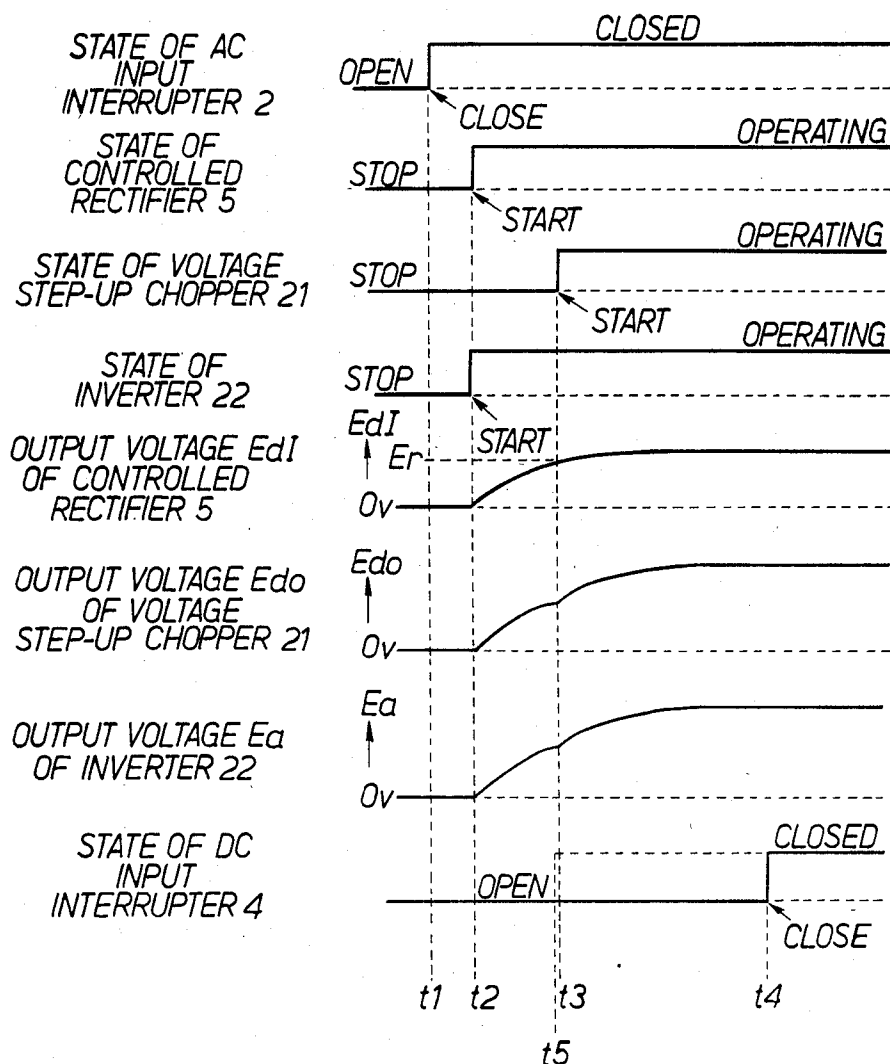 STATE OF AC
INPUT
INTERRUPTER 2
OPEN
CLOSED
CLOSE
STATE OF
CONTROLLED
RECTIFIER 5
STOP
OPERATING
START
STATE OF VOLTAGE
STEP-UP CHOPPER 21
STOP
OPERATING
START
STATE OF
INVERTER 22
STOP
OPERATING
START
OUTPUT VOLTAGE EdI
OF CONTROLLED
RECTIFIER 5
EdI
Er
Ov
OUTPUT VOLTAGE Edo
OF VOLTAGE
STEP-UP CHOPPER 21
Edo
Ov
OUTPUT VOLTAGE Ea
OF INVERTER 22
Ea
Ov
STATE OF DC
INPUT
INTERRUPTER 4
OPEN
CLOSED
CLOSE
t1 t2 t3 t4
t5